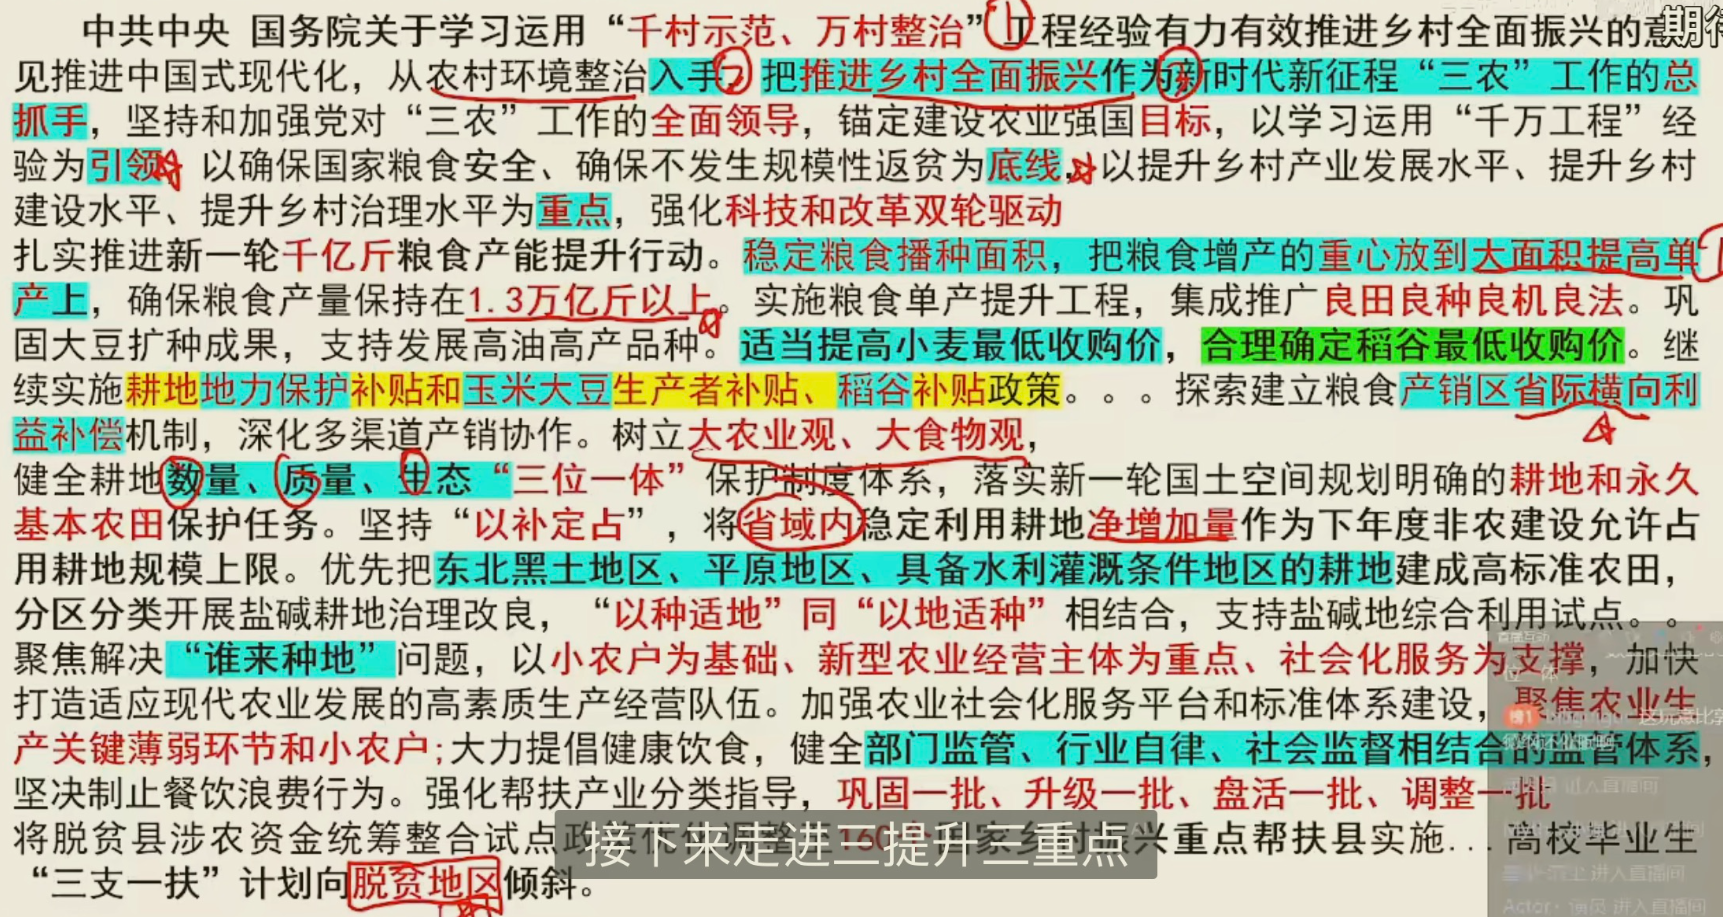 中共中央 国务院关于学习运用“千村示范、万村整治”工程经验有力有效推进乡村全面振兴的意
期待
见推进中国式现代化，从农村环境整治入手，把推进乡村全面振兴作为新时代新征程“三农”工作的总
抓手，坚持和加强党对“三农”工作的全面领导，锚定建设农业强国目标，以学习运用“千万工程”经
验为引领，以确保国家粮食安全、确保不发生规模性返贫为底线，以提升乡村产业发展水平、提升乡村
建设水平、提升乡村治理水平为重点，强化科技和改革双轮驱动
扎实推进新一轮千亿斤粮食产能提升行动。稳定粮食播种面积，把粮食增产的重心放到大面积提高单
产上，确保粮食产量保持在1.3万亿斤以上。实施粮食单产提升工程，集成推广良田良种良机良法。巩
固大豆扩种成果，支持发展高油高产品种。适当提高小麦最低收购价，合理确定稻谷最低收购价。继
续实施耕地地力保护补贴和玉米大豆生产者补贴、稻谷补贴政策。。。探索建立粮食产销区省际横向利
益补偿机制，深化多渠道产销协作。树立大农业观、大食物观，
健全耕地数量、质量、生态“三位一体”保护制度体系，落实新一轮国土空间规划明确的耕地和永久
基本农田保护任务。坚持“以补定占”，将省域内稳定利用耕地净增加量作为下年度非农建设允许占
用耕地规模上限。优先把东北黑土地区、平原地区、具备水利灌溉条件地区的耕地建成高标准农田，
分区分类开展盐碱耕地治理改良，“以种适地”同“以地适种”相结合，支持盐碱地综合利用试点。。
聚焦解决“谁来种地”问题，以小农户为基础、新型农业经营主体为重点、社会化服务为支撑，加快
打造适应现代农业发展的高素质生产经营队伍。加强农业社会化服务平台和标准体系建设，聚焦农业生
产关键薄弱环节和小农户;大力提倡健康饮食，健全部门监管、行业自律、社会监督相结合的监管体系，
坚决制止餐饮浪费行为。强化帮扶产业分类指导，巩固一批、升级一批、盘活一批、调整一批
将脱贫县涉农资金统筹整合试点政策优化调整至160个国家乡村振兴重点帮扶县实施...高校毕业生
接下来走进三提升三重点
“三支一扶”计划向脱贫地区倾斜。
直播互动
位一体
榜1
进入直播间
进入直播间
Actor· 演员 进入直播间